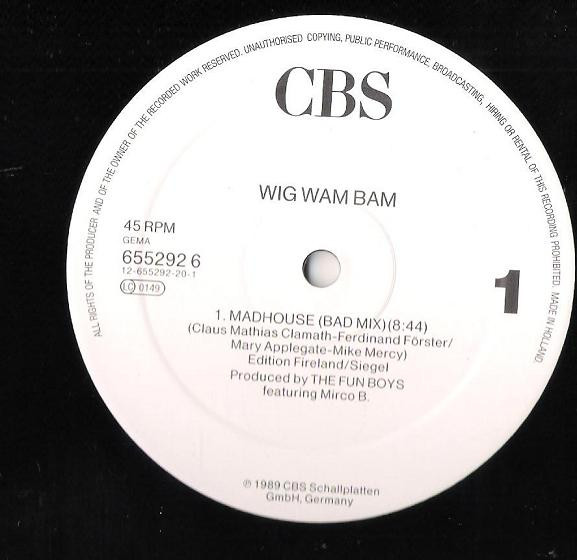 ALL RIGHTS OF THE PRODUCER AND OF THE OWNER OF THE RECORDED WORK RESERVED. UNAUTHORISED COPYING, PUBLIC PERFORMANCE, BROADCASTING, HIRING OR RENTAL OF THIS RECORDING PROHIBITED. MADE IN HOLLAND.
CBS
WIG WAM BAM
45 RPM
GEMA
655292 6
12-655292-20-1
LC 0149
1
1. MADHOUSE (BAD MIX)(8:44)
(Claus Mathias Clamath-Ferdinand Förster/
Mary Applegate-Mike Mercy)
Edition Fireland/Siegel
Produced by THE FUN BOYS
featuring Mirco B.
℗ 1989 CBS Schallplatten
GmbH, Germany